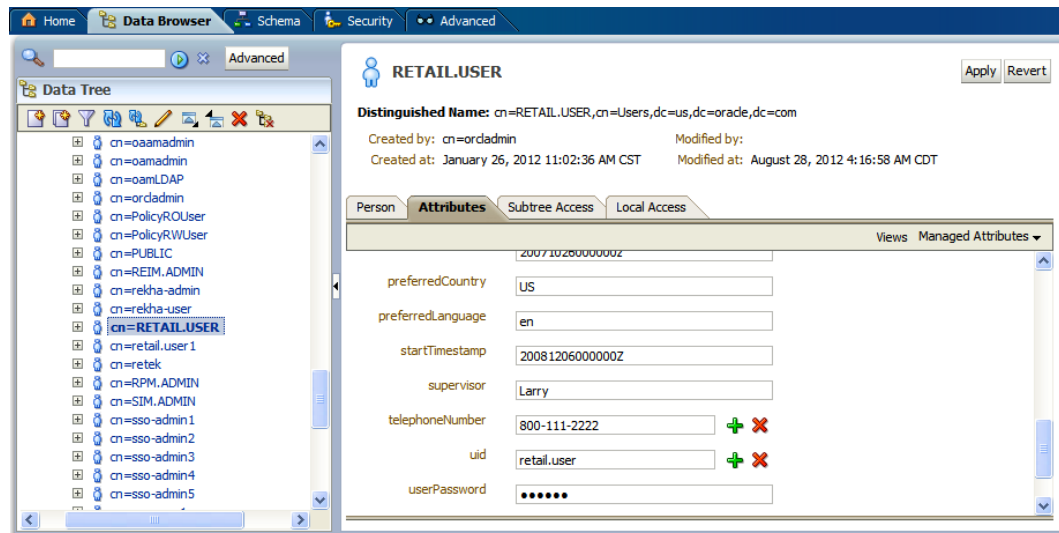 Home Data Browser Schema Security Advanced
Advanced
Data Tree
cn=oaamadmin
cn=oamadmin
cn=oamLDAP
cn=orcladmin
cn=PolicyROUser
cn=PolicyRWUser
cn=PUBLIC
cn=REIM.ADMIN
cn=rekha-admin
cn=rekha-user
cn=RETAIL.USER
cn=retail.user1
cn=retek
cn=RPM.ADMIN
cn=SIM.ADMIN
cn=sso-admin1
cn=sso-admin2
cn=sso-admin3
cn=sso-admin4
cn=sso-admin5
RETAIL.USER
Apply Revert
Distinguished Name: cn=RETAIL.USER,cn=Users,dc=us,dc=oracle,dc=com
Created by: cn=orcladmin Modified by:
Created at: January 26, 2012 11:02:36 AM CST Modified at: August 28, 2012 4:16:58 AM CDT
Person Attributes Subtree Access Local Access
Views Managed Attributes
preferredCountry US
preferredLanguage en
startTimestamp 20081206000000Z
supervisor Larry
telephoneNumber 800-111-2222
uid retail.user
userPassword ●●●●●●